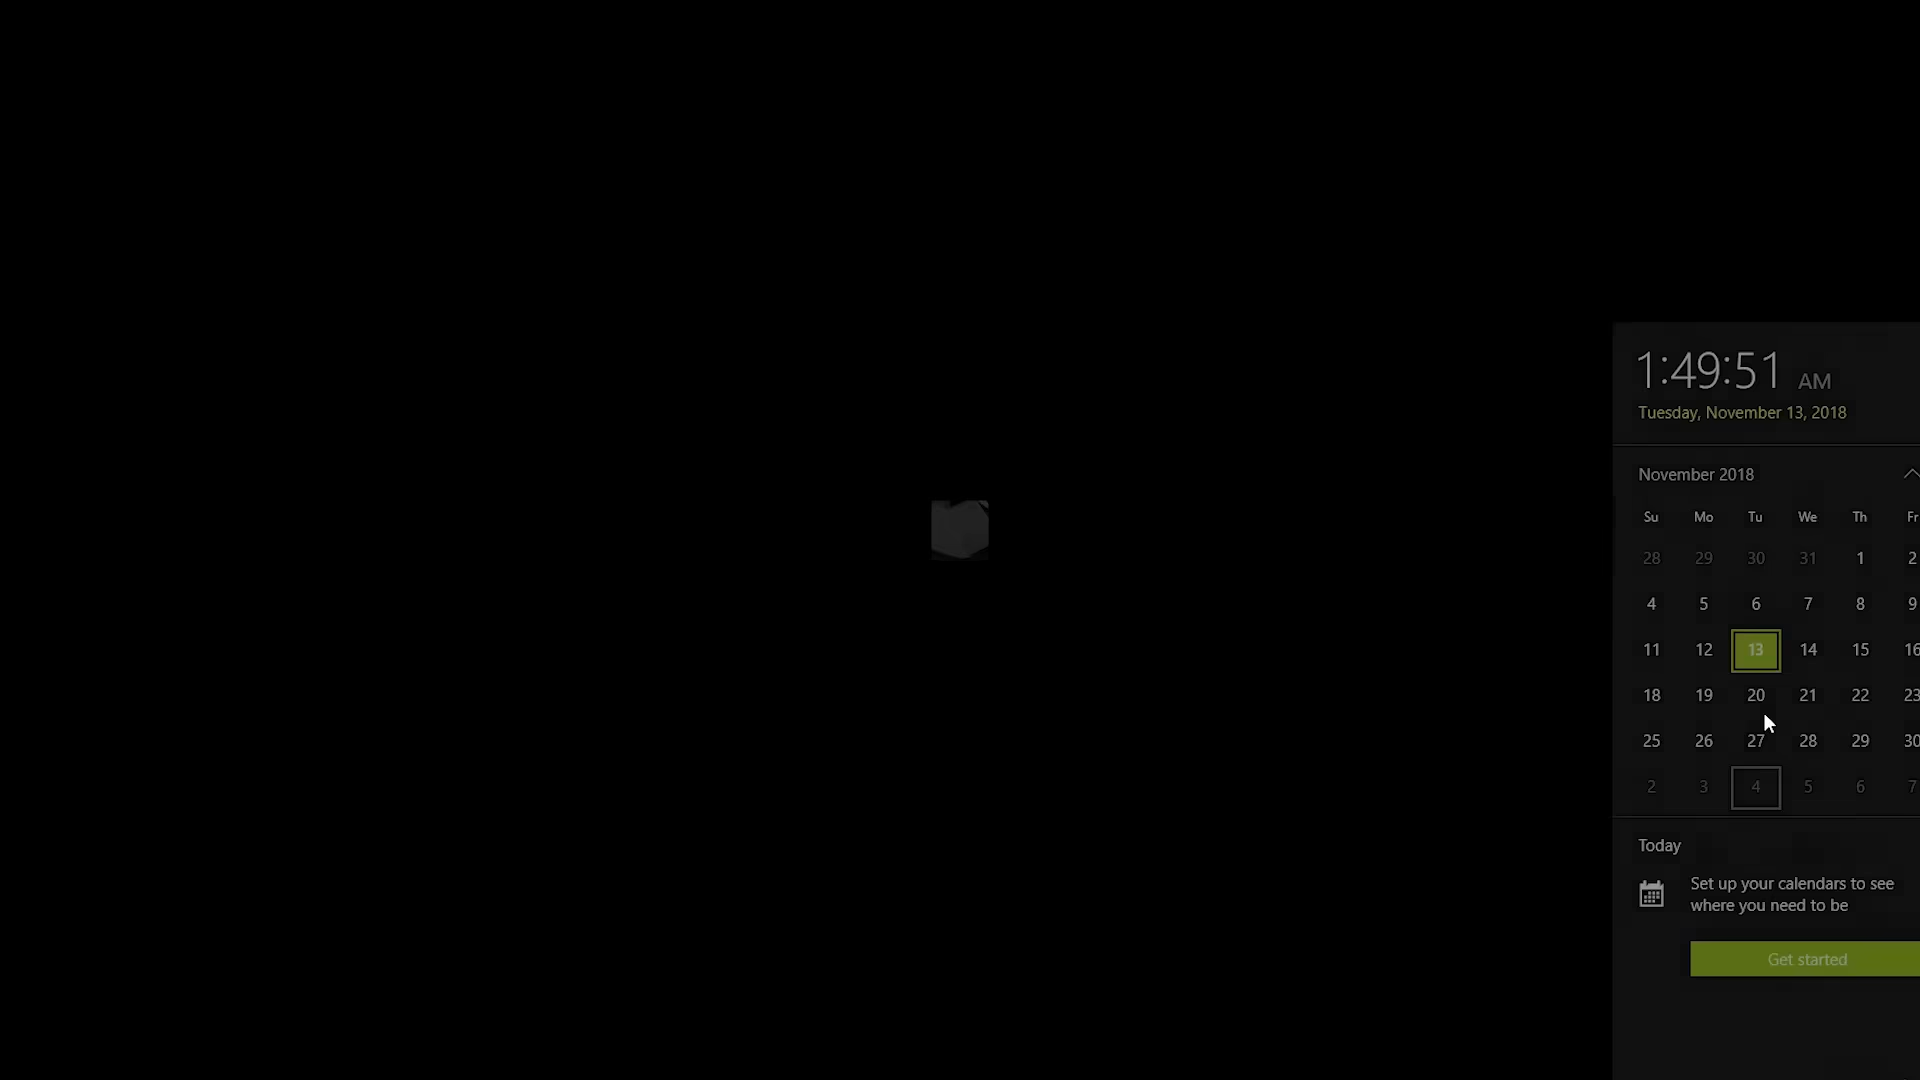 1:49:51 AM
Tuesday, November 13, 2018
November 2018
Su Mo Tu We Th Fr
28 29 30 31 1 2
4 5 6 7 8 9
11 12 13 14 15 16
18 19 20 21 22 23
25 26 27 28 29 30
2 3 4 5 6 7
Today
Set up your calendars to see
where you need to be
Get started